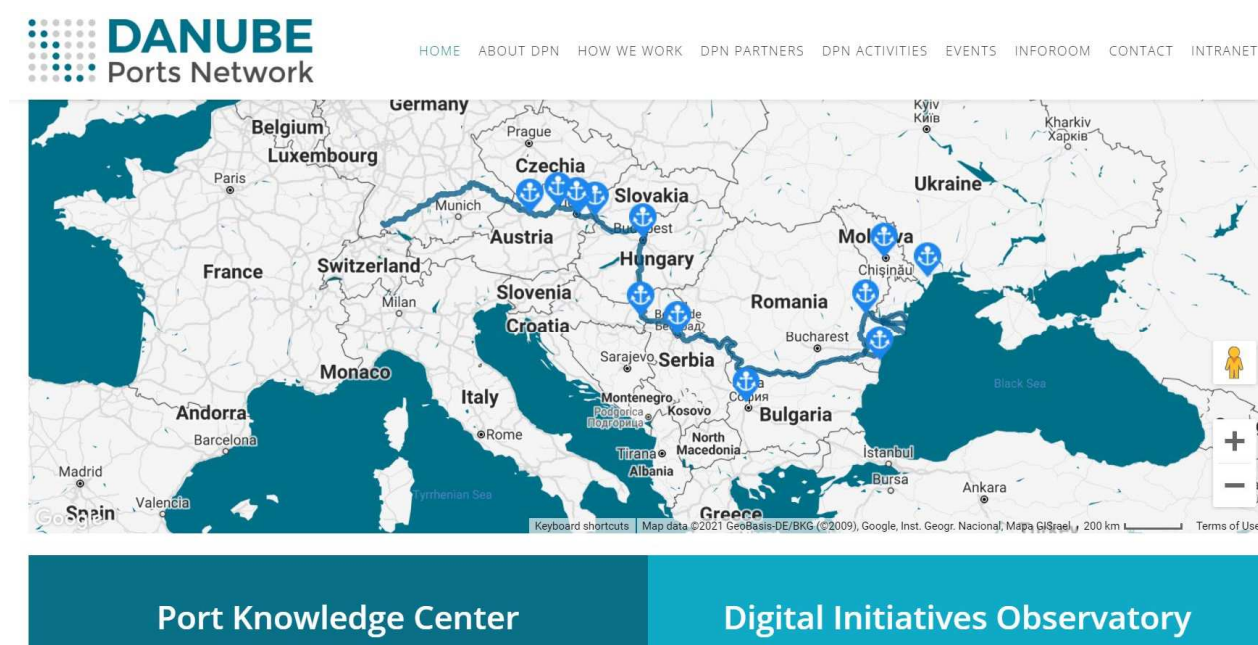 DANUBE
Ports Network
HOME ABOUT DPN HOW WE WORK DPN PARTNERS DPN ACTIVITIES EVENTS INFOROOM CONTACT INTRANET
Germany
Belgium
Luxembourg
Paris
Prague
Czechia
Kyiv
Київ
Kharkiv
Харків
Ukraine
Slovakia
Munich
Austria
Hungary
Chișinău
France
Switzerland
Milan
Slovenia
Croatia
Romania
Bucharest
Sarajevo
Serbia
Monaco
Italy
Montenegro
Podgorica
Подгорица
Kosovo
София
Bulgaria
Black Sea
Andorra
Barcelona
Rome
North
Macedonia
Tirana
Albania
İstanbul
Bursa
Ankara
Madrid
Valencia
Spain
Tyrrhenian Sea
Greece
Google
Keyboard shortcuts
Map data ©2021 GeoBasis-DE/BKG (©2009), Google, Inst. Geogr. Nacional, Mapa GISrael
200 km
Terms of Use
Port Knowledge Center
Digital Initiatives Observatory